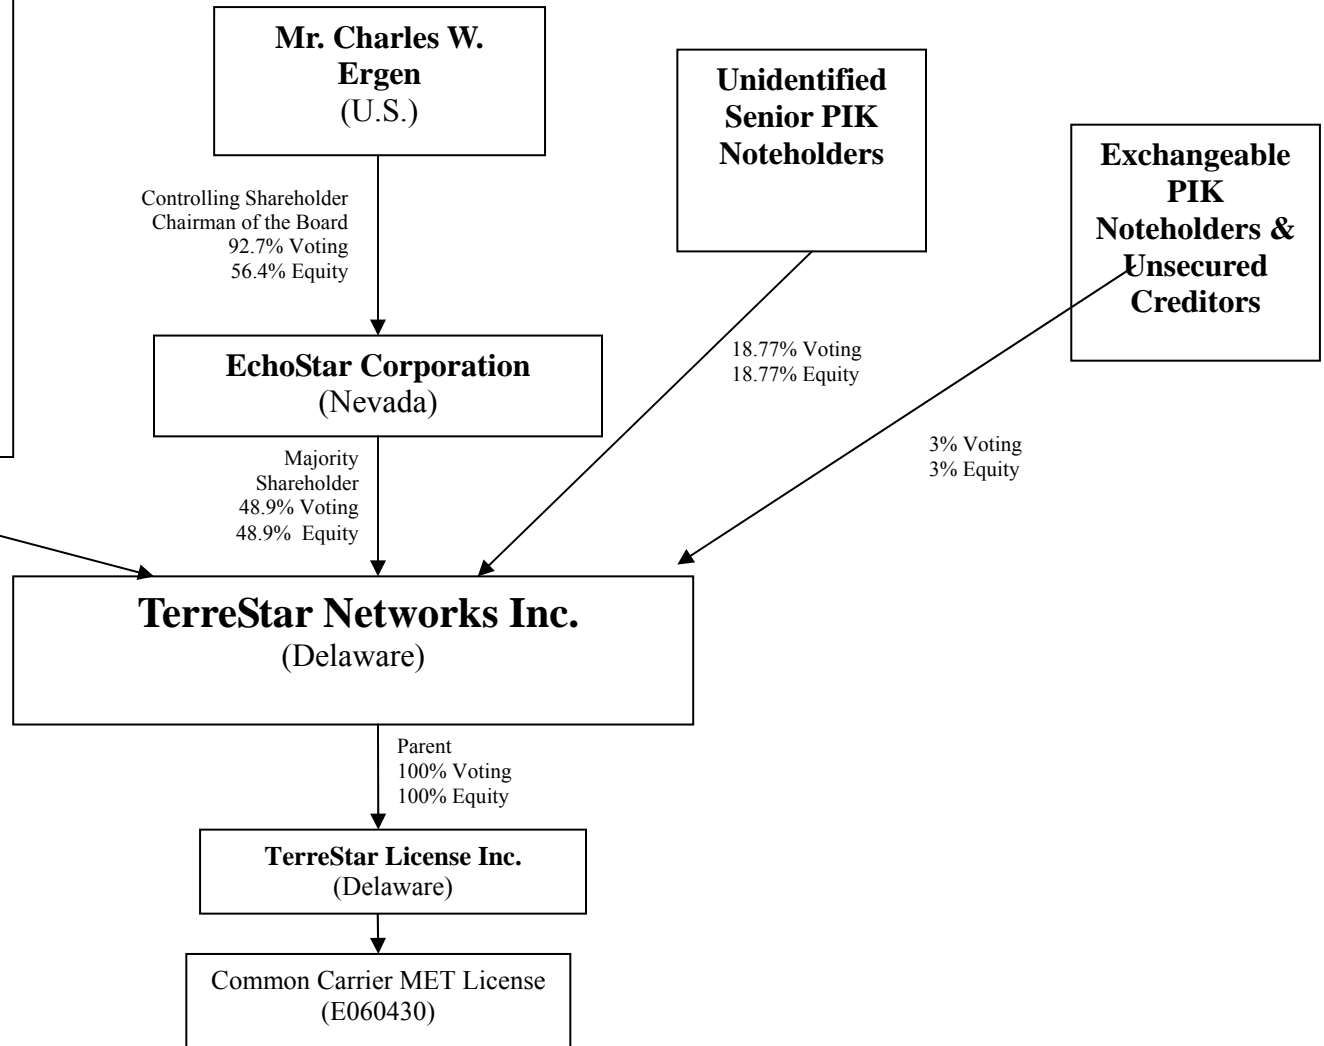 Mr. Charles W.
Ergen
(U.S.)
Unidentified
Senior PIK
Noteholders
Exchangeable
PIK
Noteholders &
Unsecured
Creditors
Controlling Shareholder
Chairman of the Board
92.7% Voting
56.4% Equity
EchoStar Corporation
(Nevada)
18.77% Voting
18.77% Equity
3% Voting
3% Equity
Majority
Shareholder
48.9% Voting
48.9% Equity
TerreStar Networks Inc.
(Delaware)
Parent
100% Voting
100% Equity
TerreStar License Inc.
(Delaware)
Common Carrier MET License
(E060430)